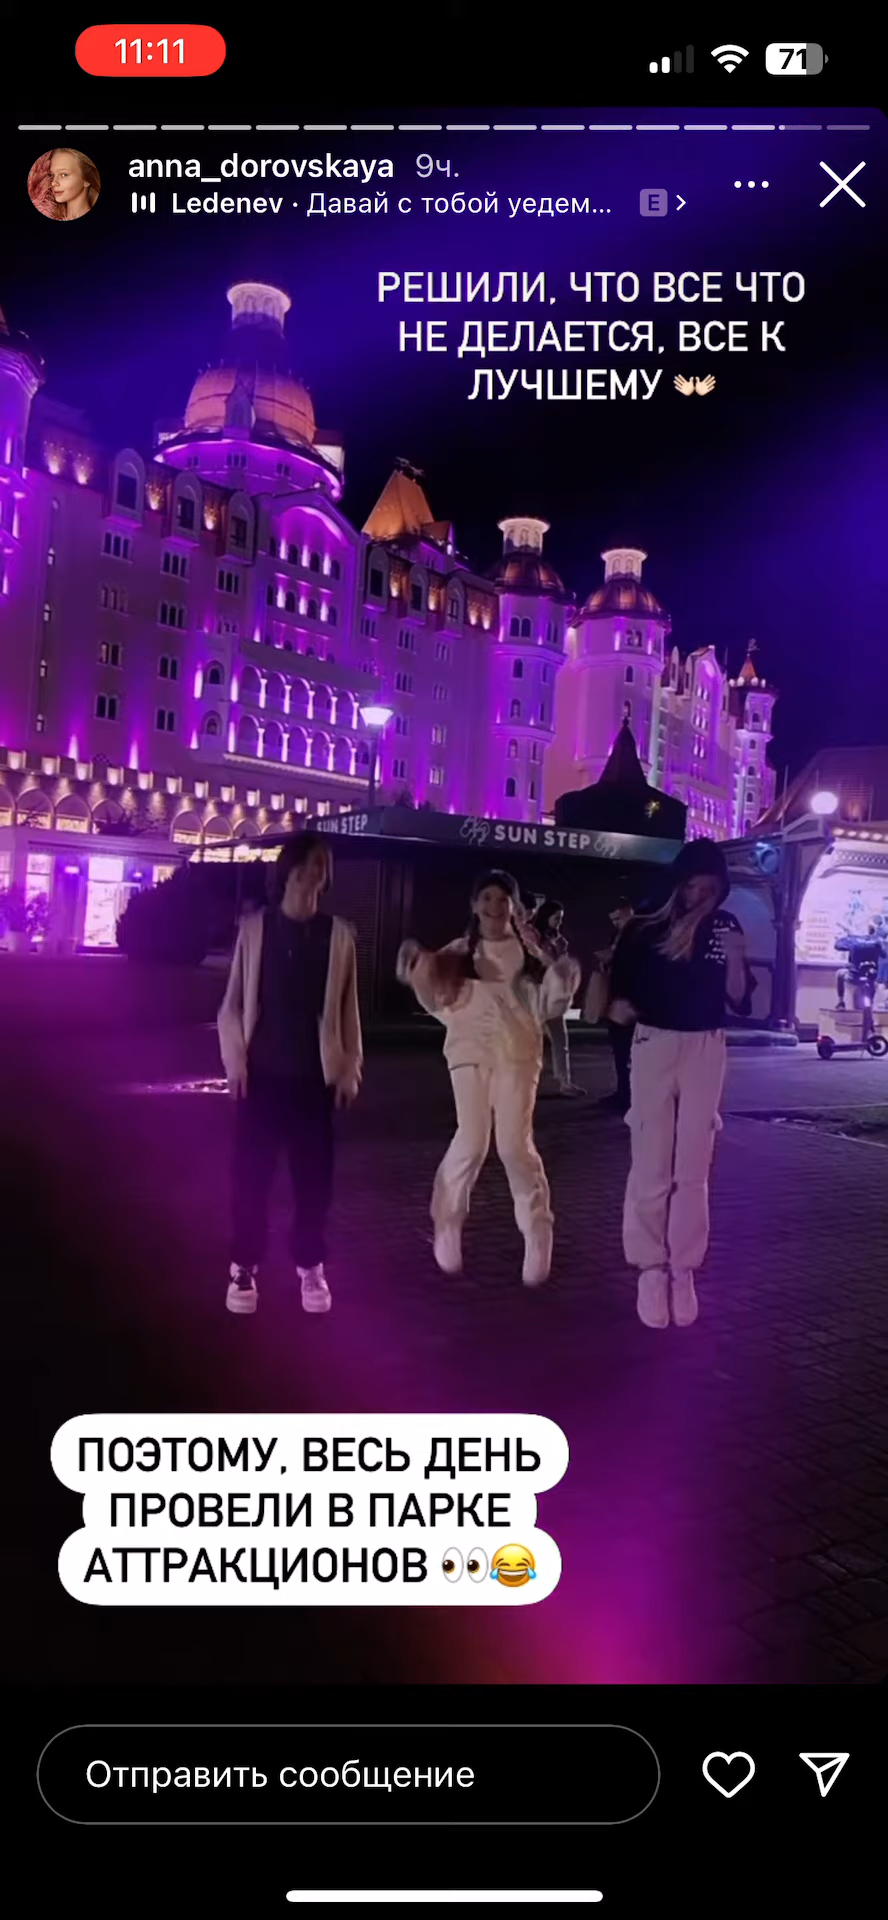 11:11
71
anna_dorovskaya 9ч.
Ledenev · Давай с тобой уедем... E
РЕШИЛИ, ЧТО ВСЕ ЧТО
НЕ ДЕЛАЕТСЯ, ВСЕ К
ЛУЧШЕМУ 👐🏻
SUN STEP
SUN STEP
ПОЭТОМУ, ВЕСЬ ДЕНЬ
ПРОВЕЛИ В ПАРКЕ
АТТРАКЦИОНОВ 👀😂
Отправить сообщение